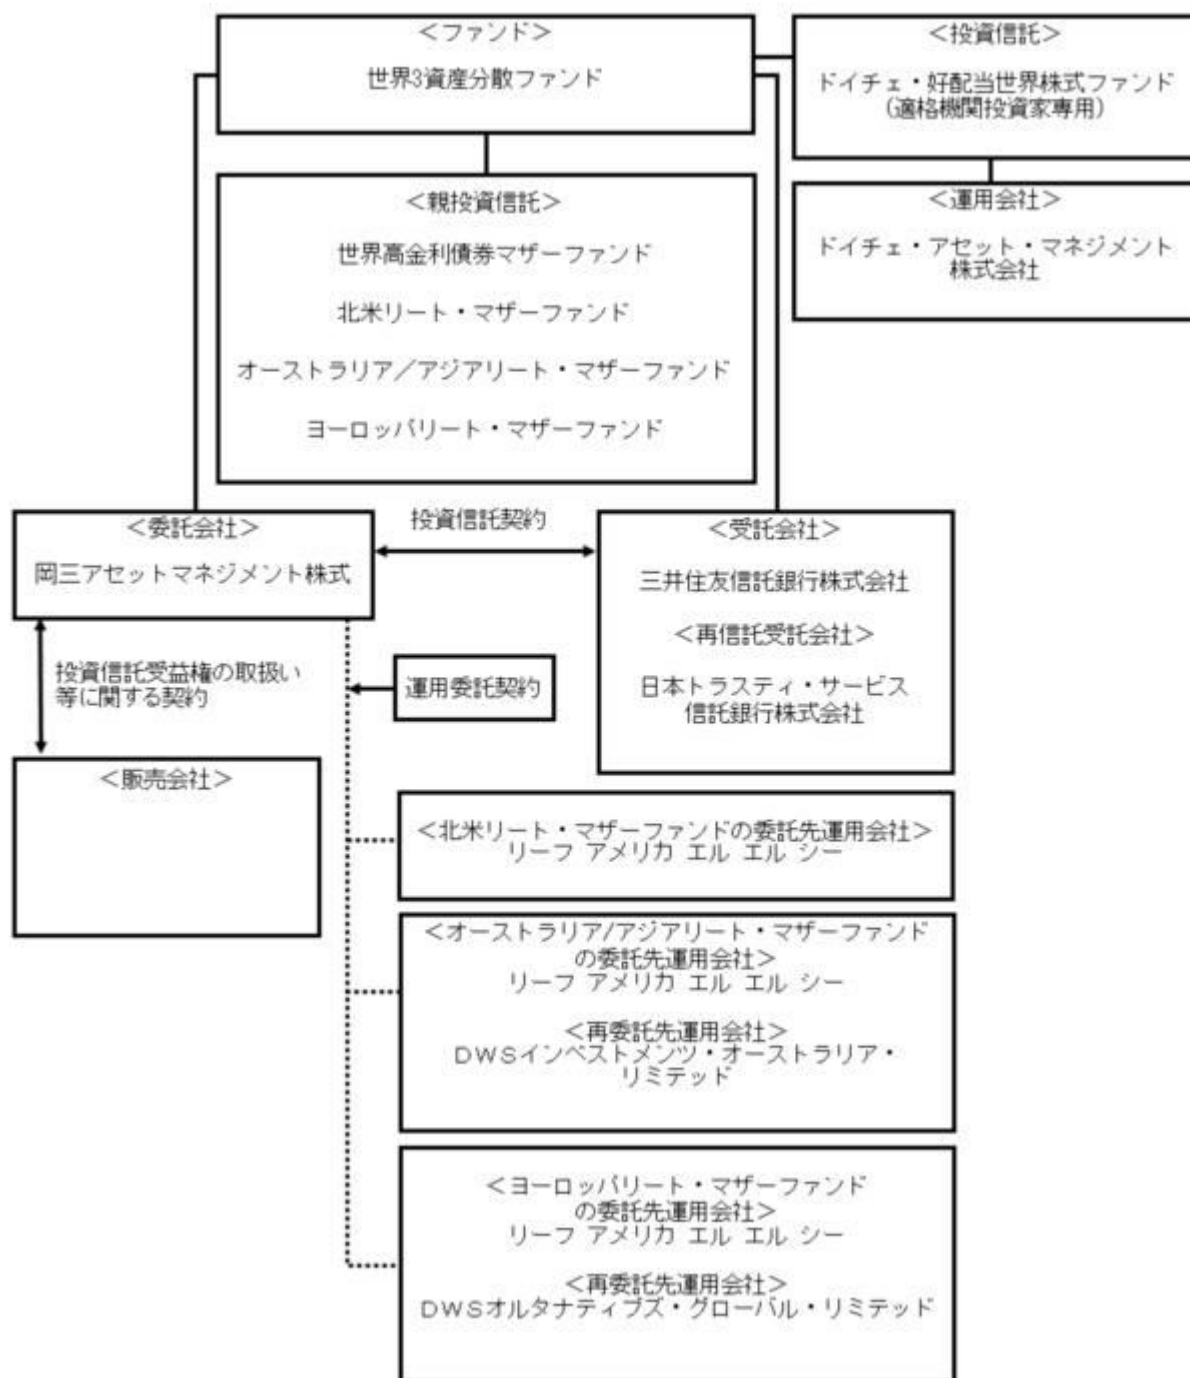 ＜ファンド＞
世界3資産分散ファンド
＜投資信託＞
ドイチェ・好配当世界株式ファンド
(適格機関投資家専用)
＜運用会社＞
ドイチェ・アセット・マネジメント
株式会社
＜親投資信託＞
世界高金利債券マザーファンド
北米リート・マザーファンド
オーストラリア／アジアリート・マザーファンド
ヨーロッパリート・マザーファンド
＜委託会社＞
岡三アセットマネジメント株式
投資信託契約
＜受託会社＞
三井住友信託銀行株式会社
＜再信託受託会社＞
日本トラスティ・サービス
信託銀行株式会社
投資信託受益権の取扱い
等に関する契約
運用委託契約
＜販売会社＞
＜北米リート・マザーファンドの委託先運用会社＞
リーフ アメリカ エル エル シー
＜オーストラリア/アジアリート・マザーファンド
の委託先運用会社＞
リーフ アメリカ エル エル シー
＜再委託先運用会社＞
ＤＷＳインベストメンツ・オーストラリア・
リミテッド
＜ヨーロッパリート・マザーファンド
の委託先運用会社＞
リーフ アメリカ エル エル シー
＜再委託先運用会社＞
ＤＷＳオルタナティブズ・グローバル・リミテッド